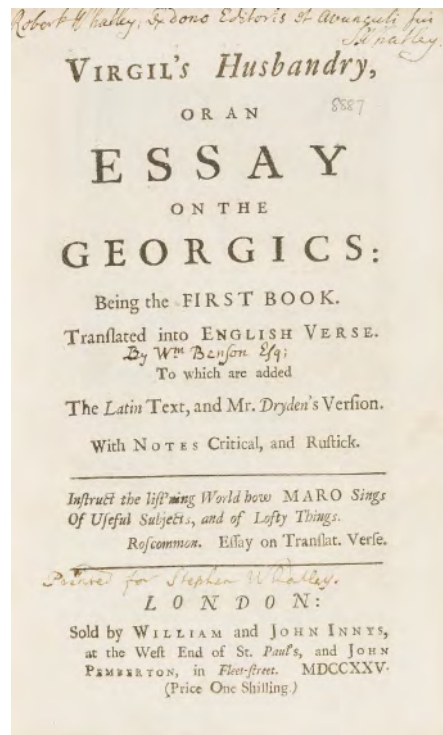 Robert Whatley, Ex dono Editoris et avunculi sui
S. Whatley.
VIRGIL's Husbandry,
8887
OR AN
ESSAY
ON THE
GEORGICS:
Being the FIRST BOOK.
Tranſlated into ENGLISH VERSE.
By Wm Benson Esq;
To which are added
The Latin Text, and Mr. Dryden's Verſion.
With NOTES Critical, and Ruſtick.
Inſtruct the liſt'ning World how MARO Sings
Of Uſeful Subjects, and of Lofty Things.
Roſcommon. Eſſay on Tranſlat. Verſe.
Printed for Stephen Whatley.
LONDON:
Sold by WILLIAM and JOHN INNYS,
at the Weſt End of St. Paul's, and JOHN
PEMBERTON, in Fleet-ſtreet. MDCCXXV.
(Price One Shilling.)